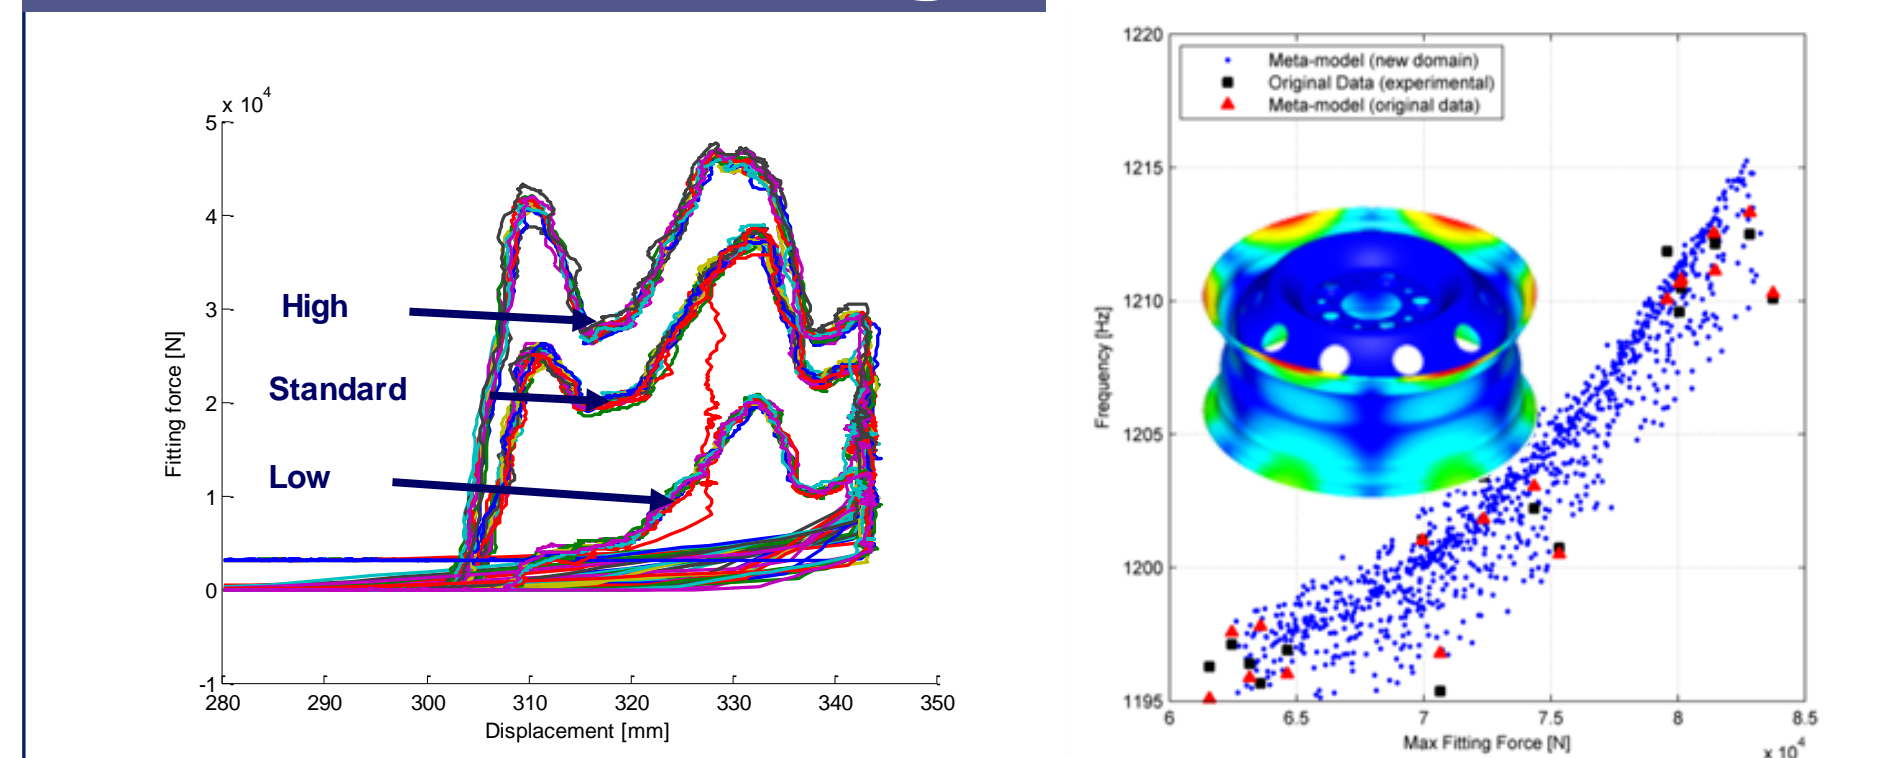 x 10^4
5
4
3
2
1
0
-1
High
Standard
Low
Fitting force [N]
280 290 300 310 320 330 340 350
Displacement [mm]
Meta-model (new domain)
Original Data (experimental)
Meta-model (original data)
1220
1215
1210
1205
1200
1195
Frequency [Hz]
6 6.5 7 7.5 8 8.5
Max Fitting Force [N]
x 10^4